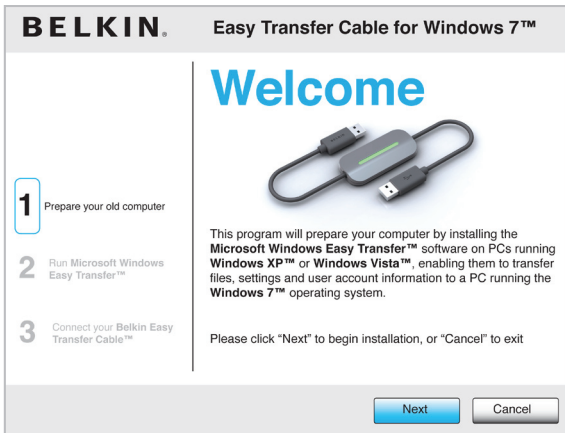 BELKIN®
Easy Transfer Cable for Windows 7™
Welcome
1 Prepare your old computer
2 Run Microsoft Windows
Easy Transfer™
3 Connect your Belkin Easy
Transfer Cable™
This program will prepare your computer by installing the
Microsoft Windows Easy Transfer™ software on PCs running
Windows XP™ or Windows Vista™, enabling them to transfer
files, settings and user account information to a PC running the
Windows 7™ operating system.
Please click “Next” to begin installation, or “Cancel” to exit
Next
Cancel